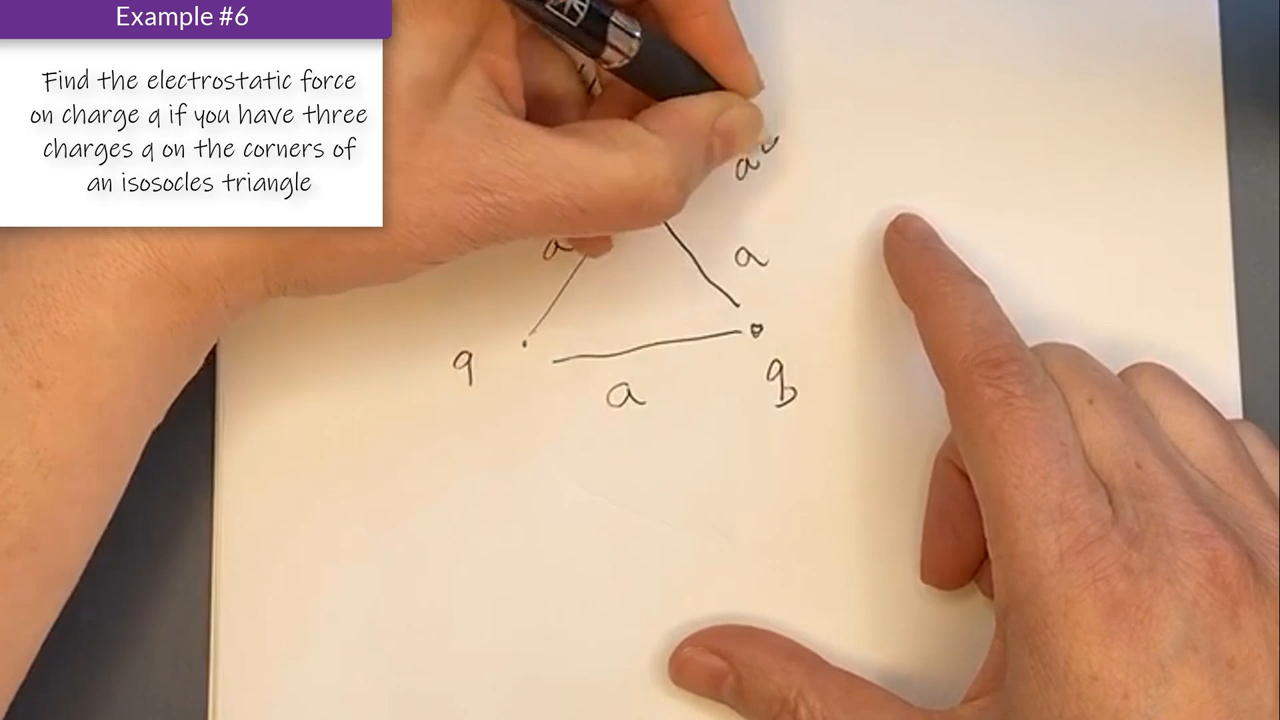 Example #6
Find the electrostatic force
on charge q if you have three
charges q on the corners of
an isosocles triangle
a
a
a
q
a
q